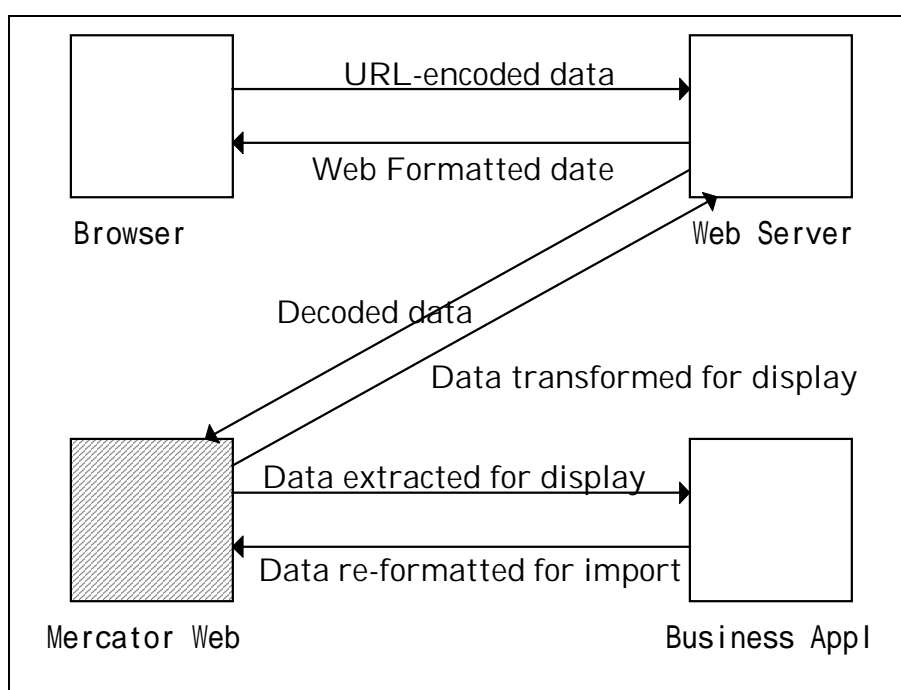 URL-encoded data
Web Formatted date
Browser
Web Server
Decoded data
Data transformed for display
Data extracted for display
Data re-formatted for import
Mercator Web
Business Appl